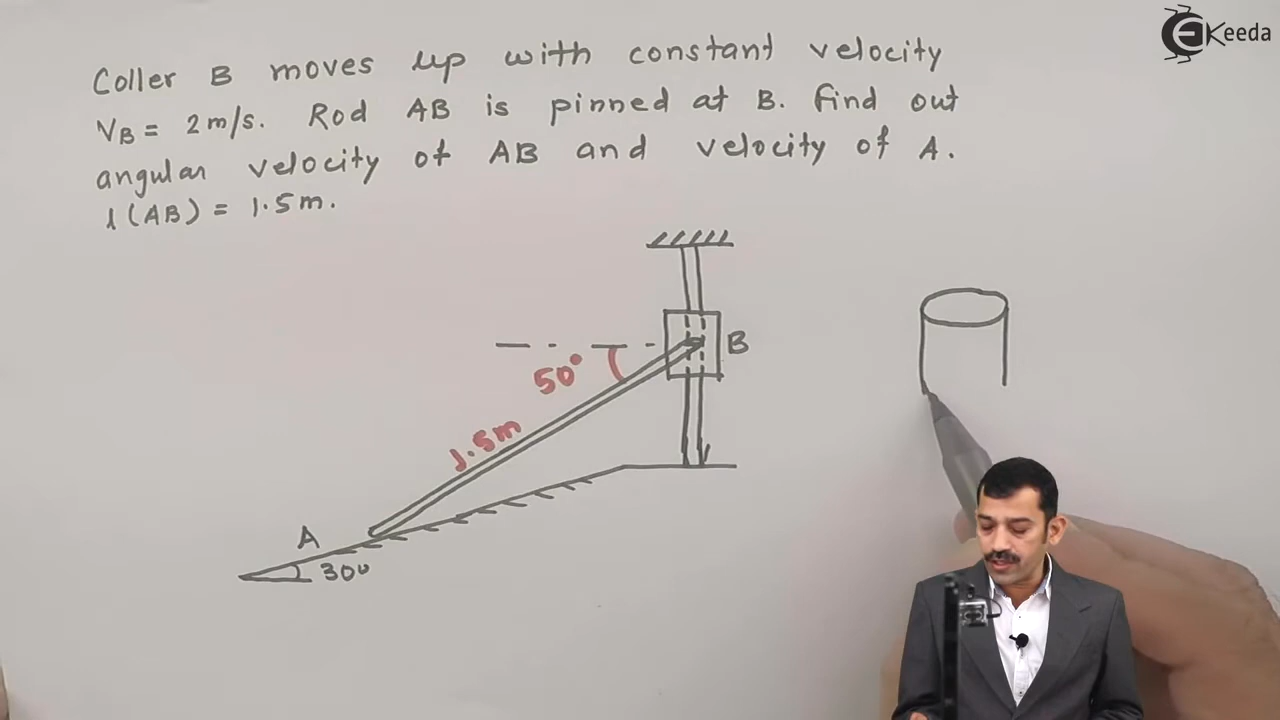 Coller B moves up with constant velocity
VB = 2 m/s. Rod AB is pinned at B. Find out
angular velocity of AB and velocity of A.
l(AB) = 1.5 m.
B
50°
1.5m
A
30°
EKeeda